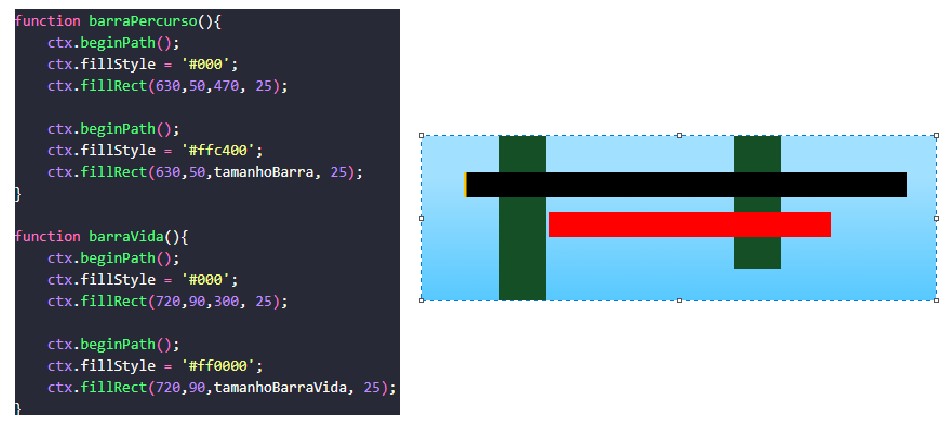 function barraPercurso(){
ctx.beginPath();
ctx.fillStyle = '#000';
ctx.fillRect(630,50,470, 25);
ctx.beginPath();
ctx.fillStyle = '#ffc400';
ctx.fillRect(630,50,tamanhoBarra, 25);
}
function barraVida(){
ctx.beginPath();
ctx.fillStyle = '#000';
ctx.fillRect(720,90,300, 25);
ctx.beginPath();
ctx.fillStyle = '#ff0000';
ctx.fillRect(720,90,tamanhoBarraVida, 25);
}